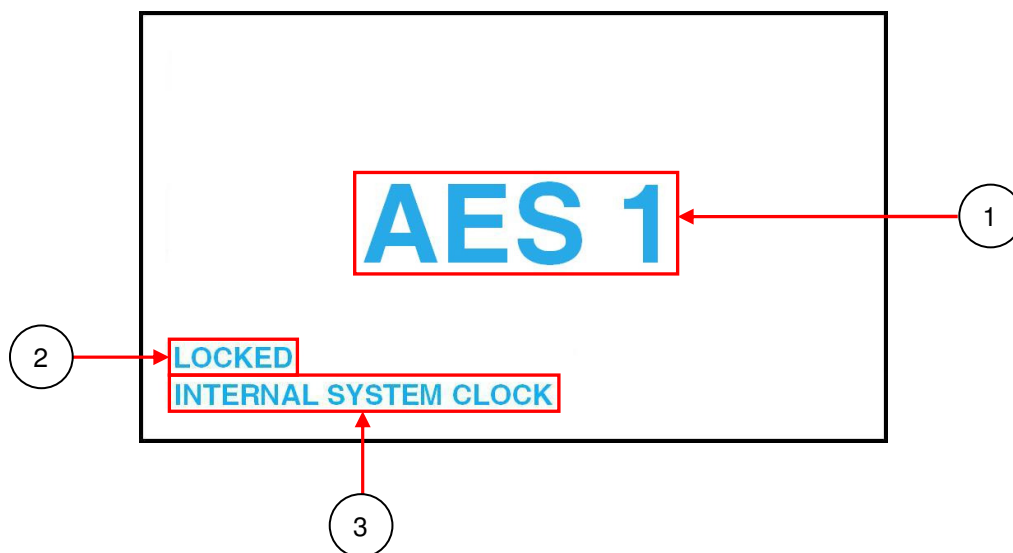 AES 1
1
2
LOCKED
INTERNAL SYSTEM CLOCK
3